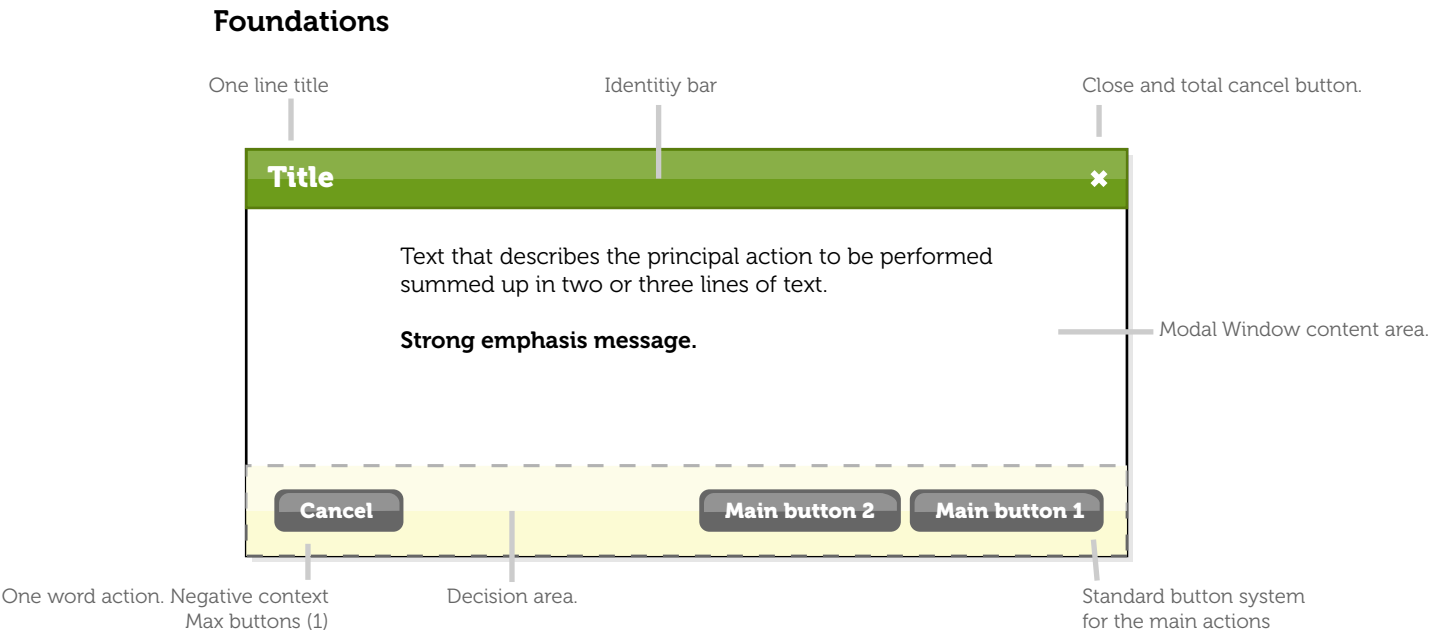 Foundations
One line title
Identitiy bar
Close and total cancel button.
Title
✖
Text that describes the principal action to be performed
summed up in two or three lines of text.
Strong emphasis message.
Modal Window content area.
Cancel
Main button 2
Main button 1
One word action. Negative context
Max buttons (1)
Decision area.
Standard button system
for the main actions